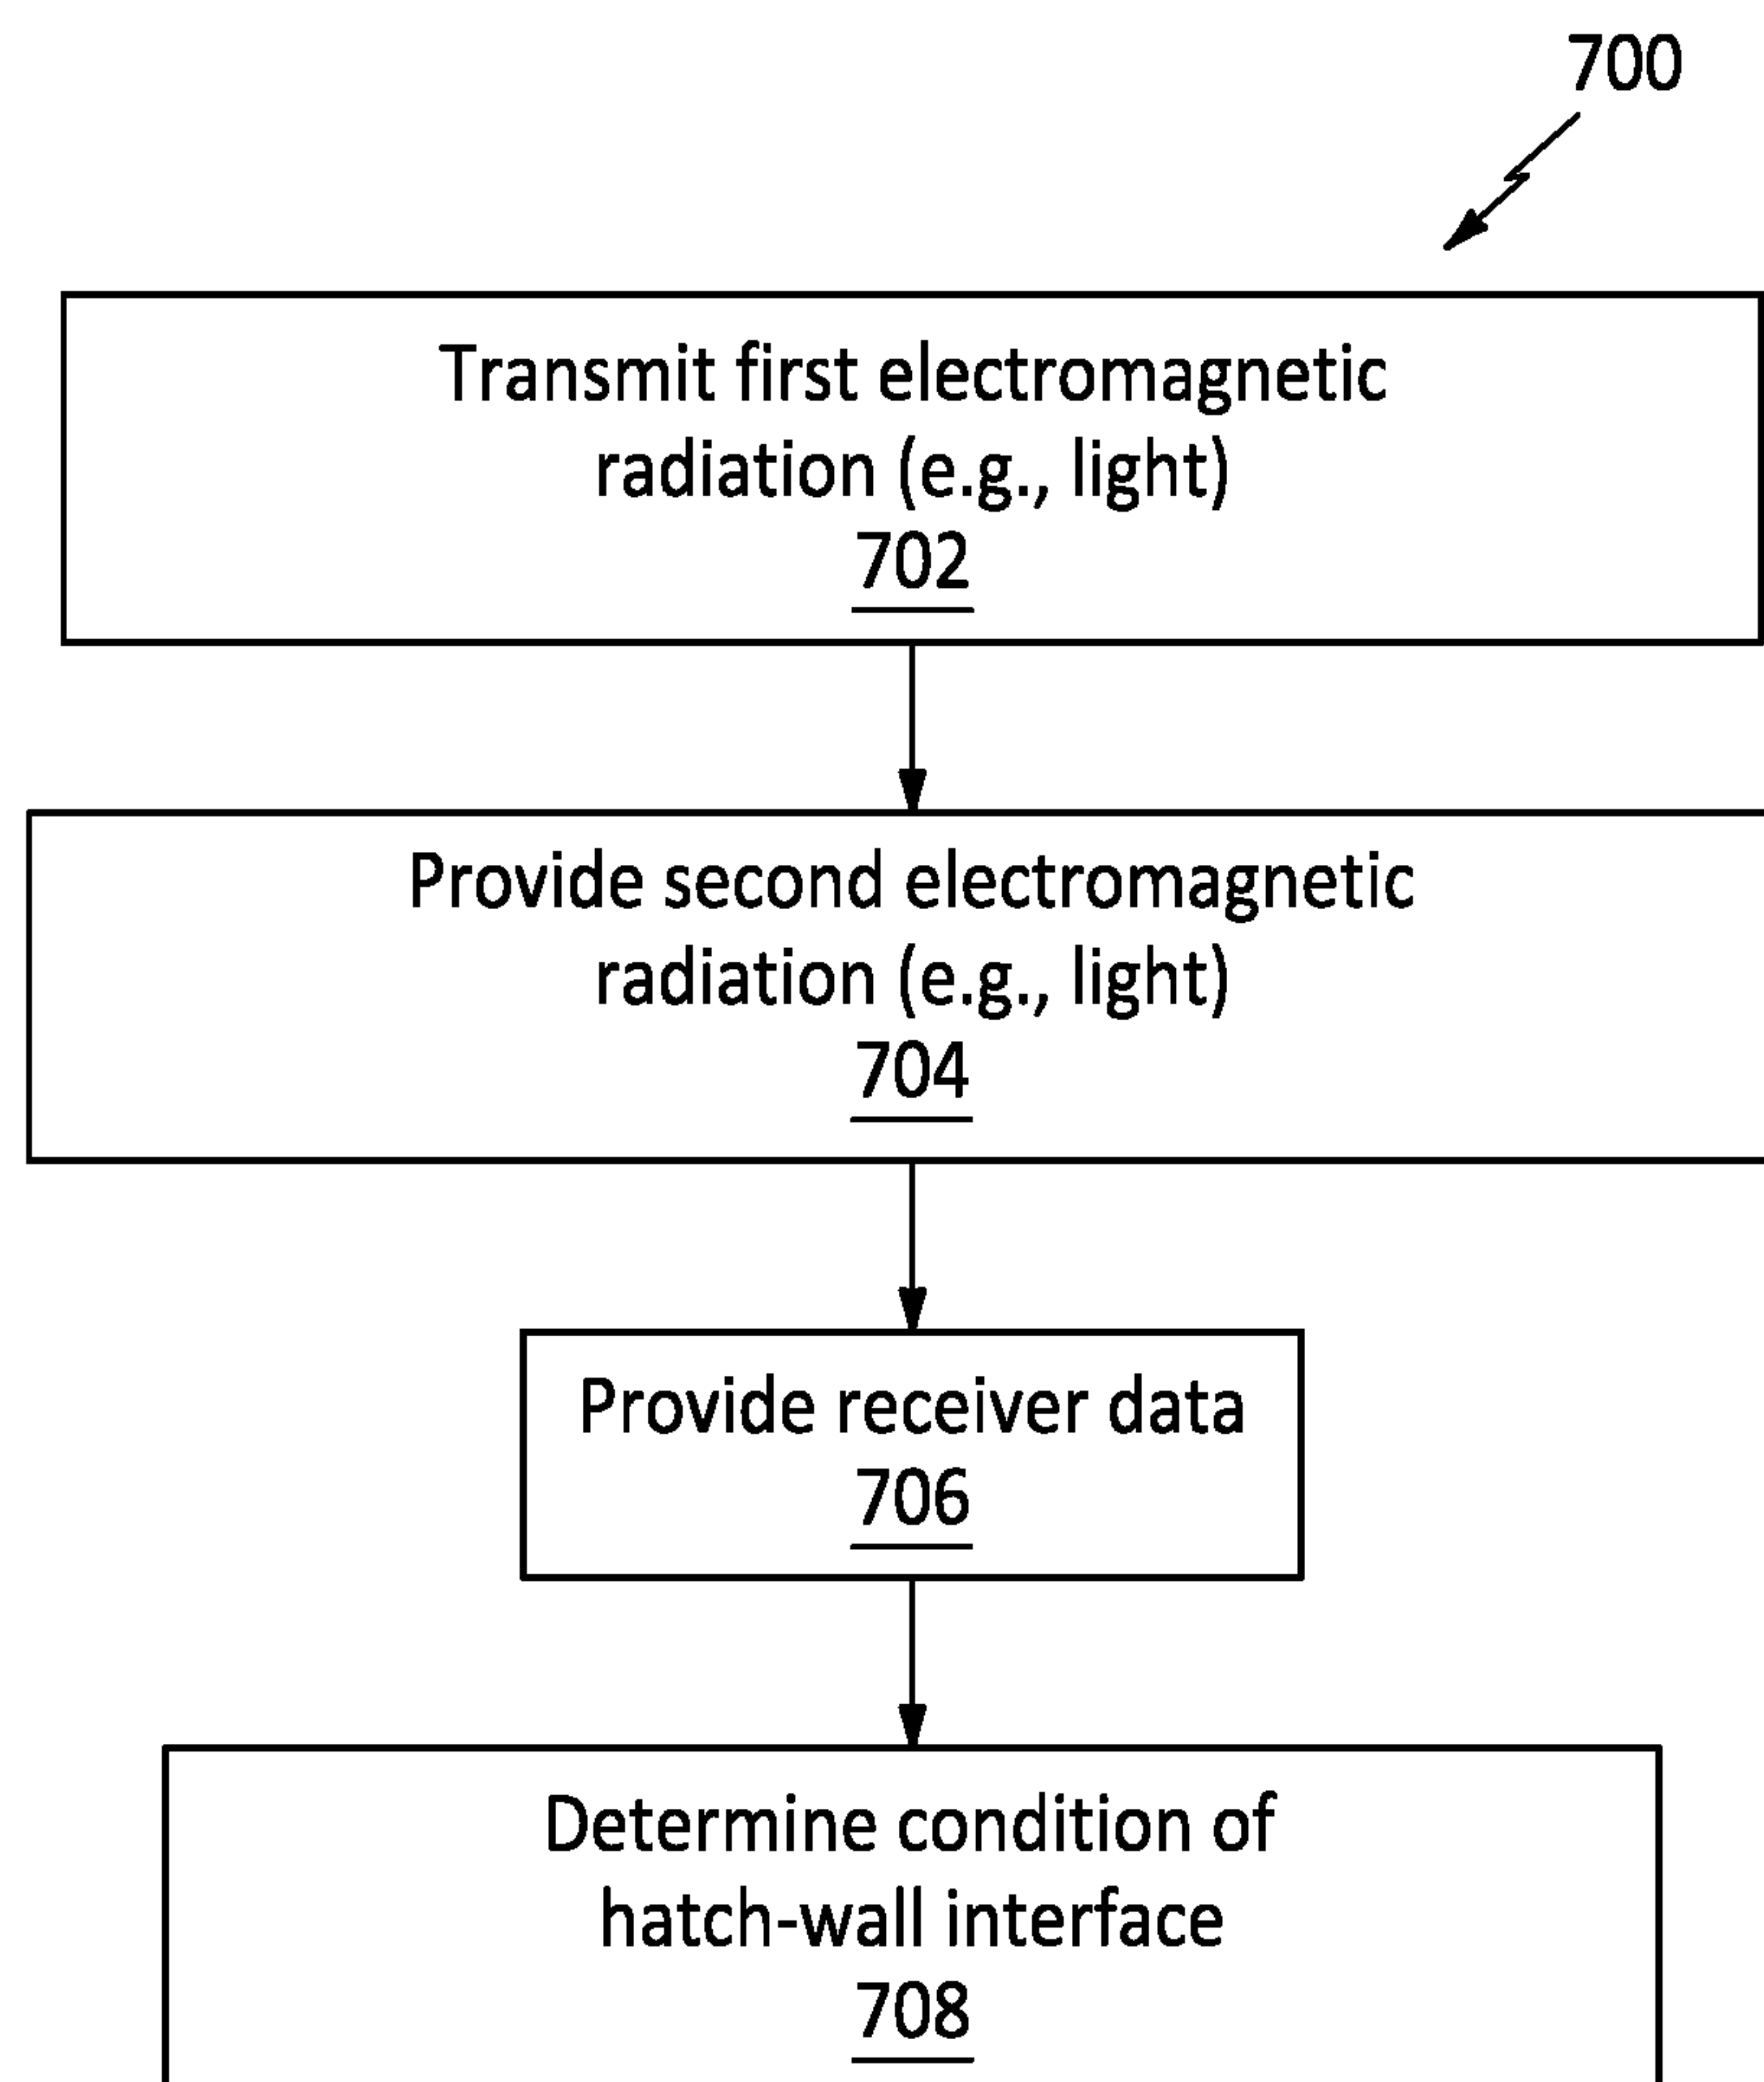 700
Transmit first electromagnetic
radiation (e.g., light)
702
Provide second electromagnetic
radiation (e.g., light)
704
Provide receiver data
706
Determine condition of
hatch-wall interface
708